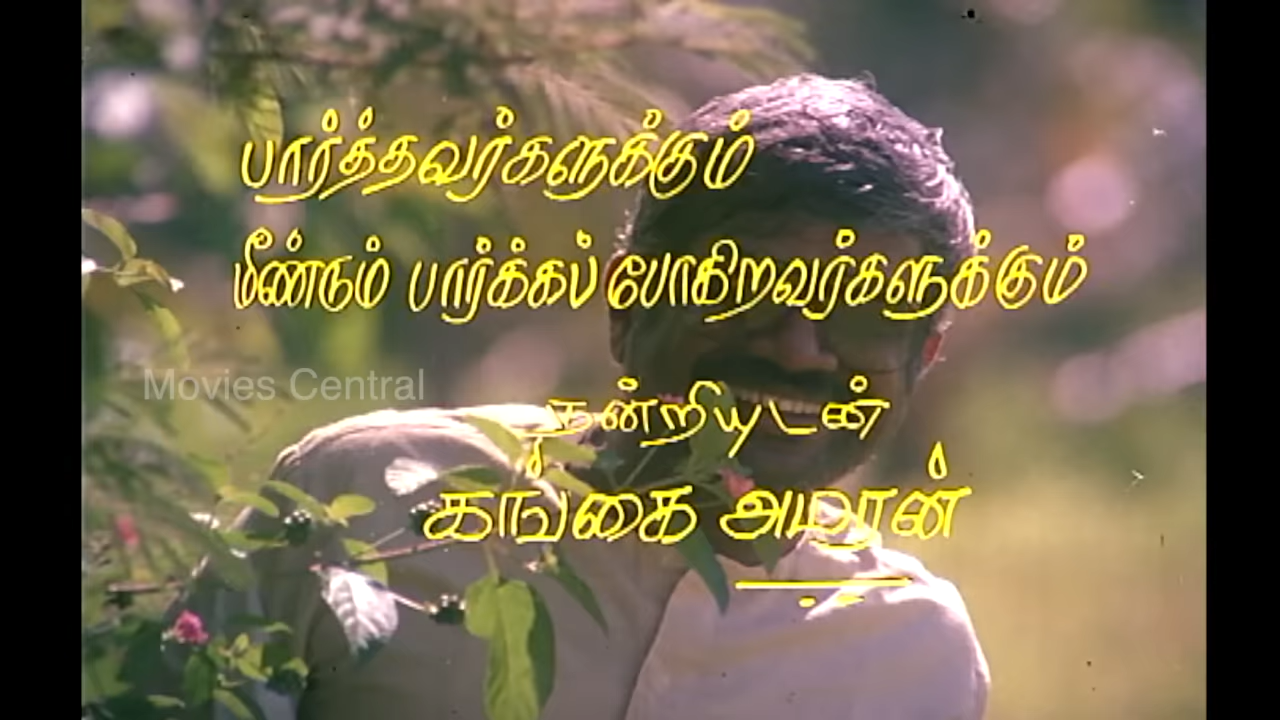 பார்த்தவர்களுக்கும்
மீண்டும் பார்க்கப் போகிறவர்களுக்கும்
Movies Central
நன்றியுடன்
கங்கை அமரன்